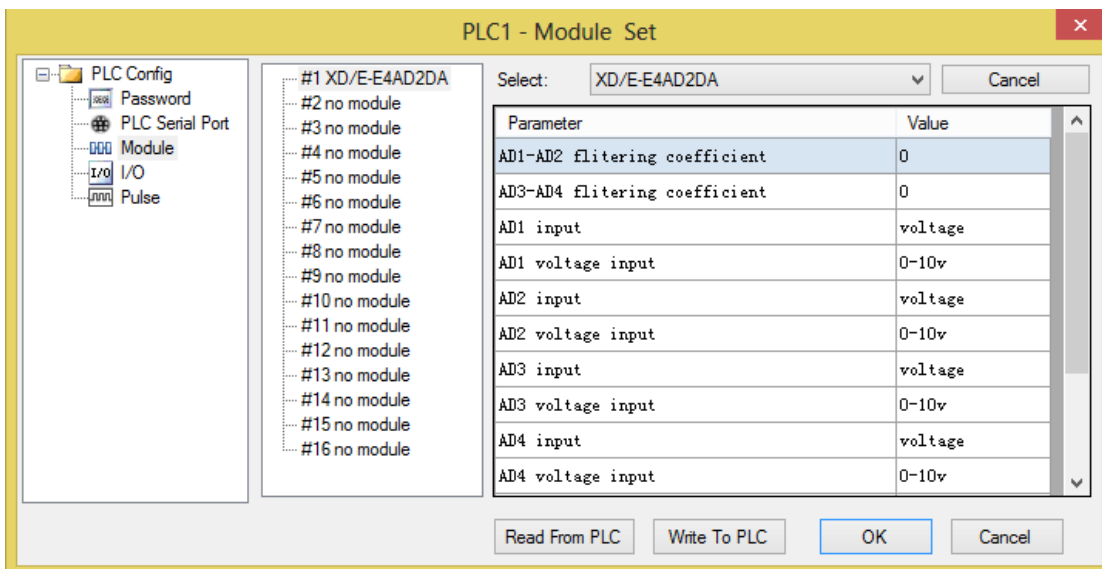 PLC1 - Module Set
×
PLC Config
Password
PLC Serial Port
Module
I/O I/O
Pulse
#1 XD/E-E4AD2DA
#2 no module
#3 no module
#4 no module
#5 no module
#6 no module
#7 no module
#8 no module
#9 no module
#10 no module
#11 no module
#12 no module
#13 no module
#14 no module
#15 no module
#16 no module
Select: XD/E-E4AD2DA Cancel
Parameter Value
AD1-AD2 flitering coefficient 0
AD3-AD4 flitering coefficient 0
AD1 input voltage
AD1 voltage input 0-10v
AD2 input voltage
AD2 voltage input 0-10v
AD3 input voltage
AD3 voltage input 0-10v
AD4 input voltage
AD4 voltage input 0-10v
Read From PLC Write To PLC OK Cancel